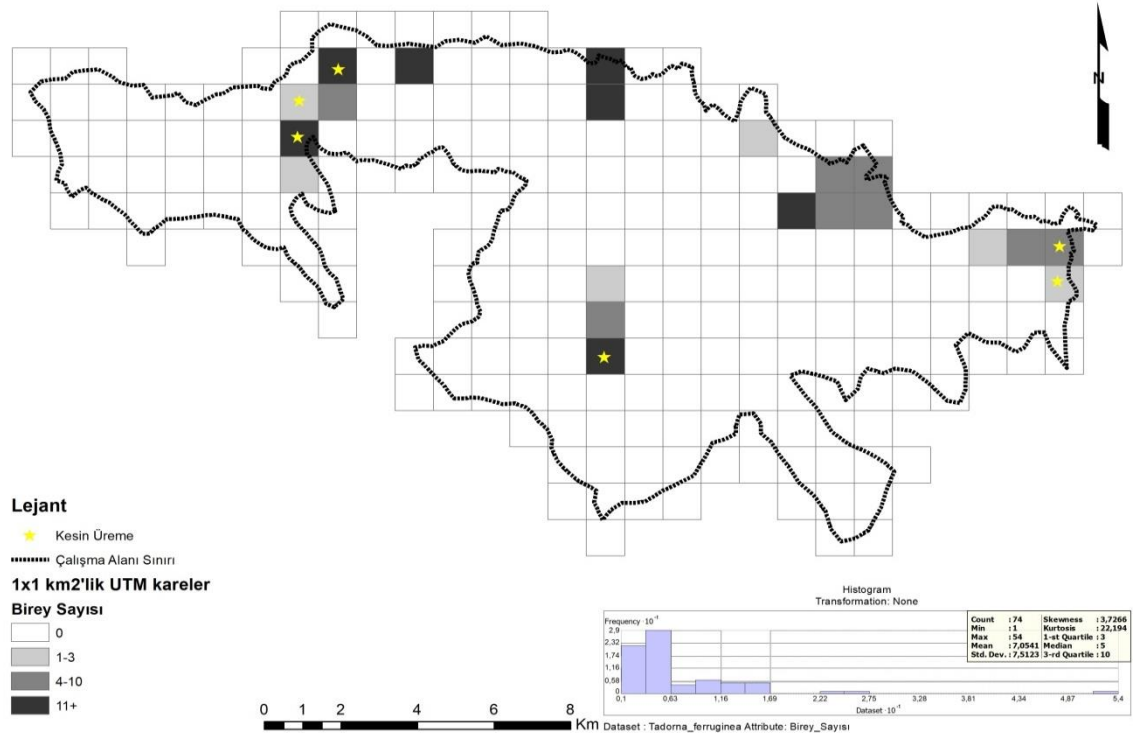 N
Lejant
Kesin Üreme
Çalışma Alanı Sınırı
1x1 km2'lik UTM kareler
Birey Sayısı
0
1-3
4-10
11+
0 1 2 4 6 8
Km
Histogram
Transformation: None
Frequency·10⁻¹
2,9
2,32
1,74
1,16
0,58
0
0,1 0,63 1,16 1,69 2,22 2,75 3,28 3,81 4,34 4,87 5,4
Dataset·10⁻¹
Count : 74 Skewness : 3,7266
Min : 1 Kurtosis : 22,194
Max : 54 1-st Quartile : 3
Mean : 7,0541 Median : 5
Std. Dev. : 7,5123 3-rd Quartile : 10
Dataset : Tadorna_ferruginea Attribute: Birey_Sayısı